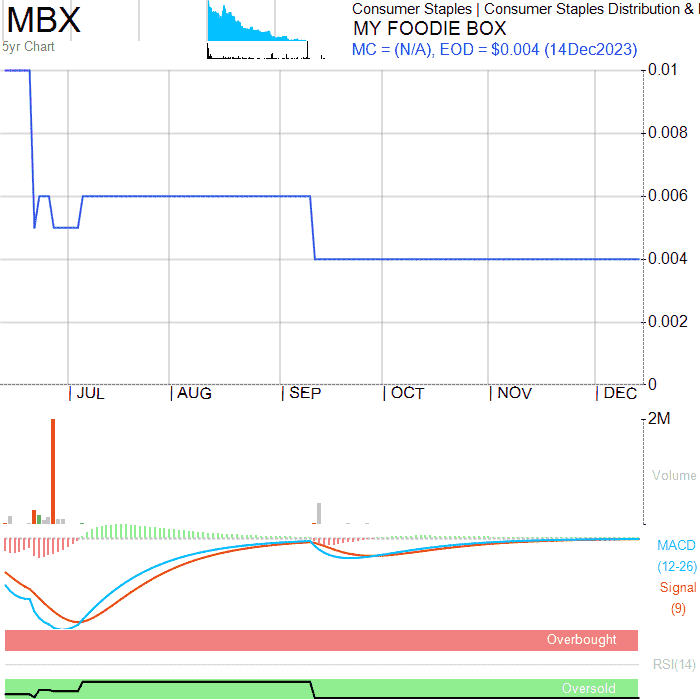 MBX
5yr Chart
Consumer Staples | Consumer Staples Distribution &
MY FOODIE BOX
MC = (N/A), EOD = $0.004 (14Dec2023)
0.01
0.008
0.006
0.004
0.002
0
JUL AUG SEP OCT NOV DEC
2M
Volume
MACD
(12-26)
Signal
(9)
Overbought
RSI(14)
Oversold